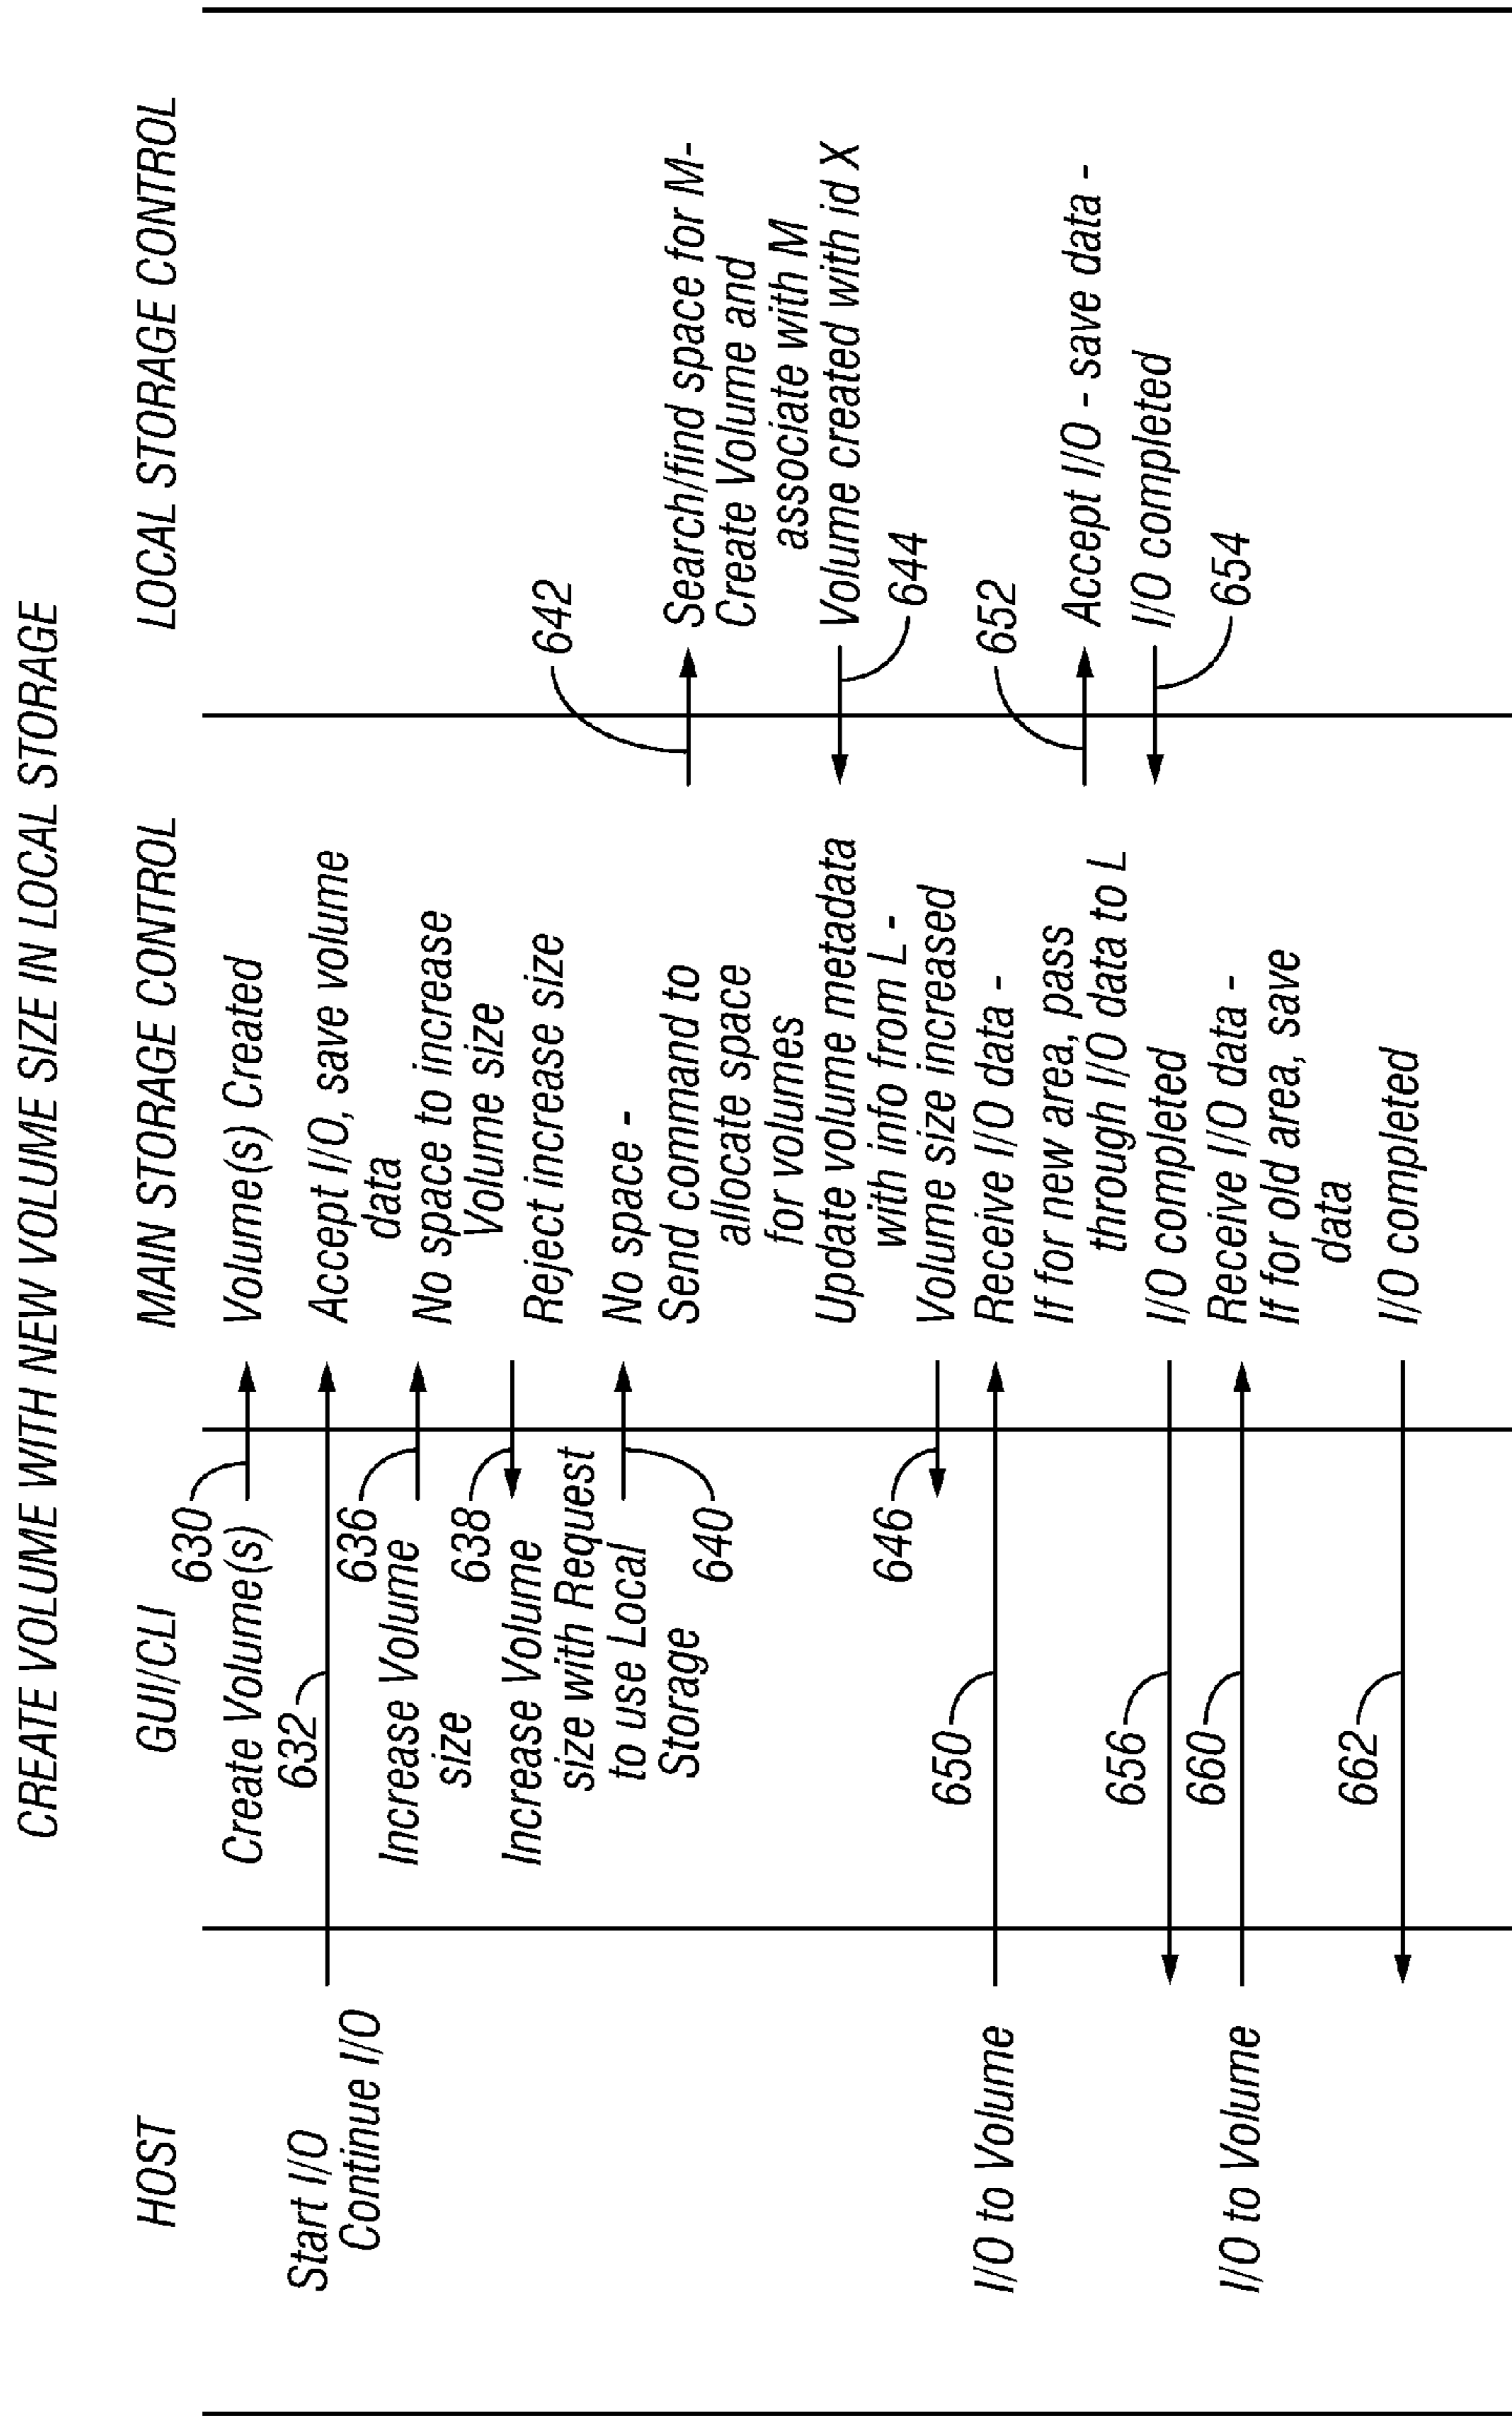 CREATE VOLUME WITH NEW VOLUME SIZE IN LOCAL STORAGE
HOST
GUI/CLI
MAIN STORAGE CONTROL
LOCAL STORAGE CONTROL
630
Create Volume(s)
Volume(s) Created
Start I/O
Continue I/O
632
Accept I/O, save volume
data
636
Increase Volume
size
No space to increase
Volume size
638
Reject increase size
Increase Volume
size with Request
to use Local
Storage
640
No space -
Send command to
allocate space
for volumes
642
Search/find space for M-
Create Volume and
associate with M
Volume created with id X
644
Update volume metadata
with info from L -
Volume size increased
646
I/O to Volume
650
Receive I/O data -
If for new area, pass
through I/O data to L
652
Accept I/O - save data -
I/O completed
654
656
I/O completed
I/O to Volume
660
Receive I/O data -
If for old area, save
data
662
I/O completed